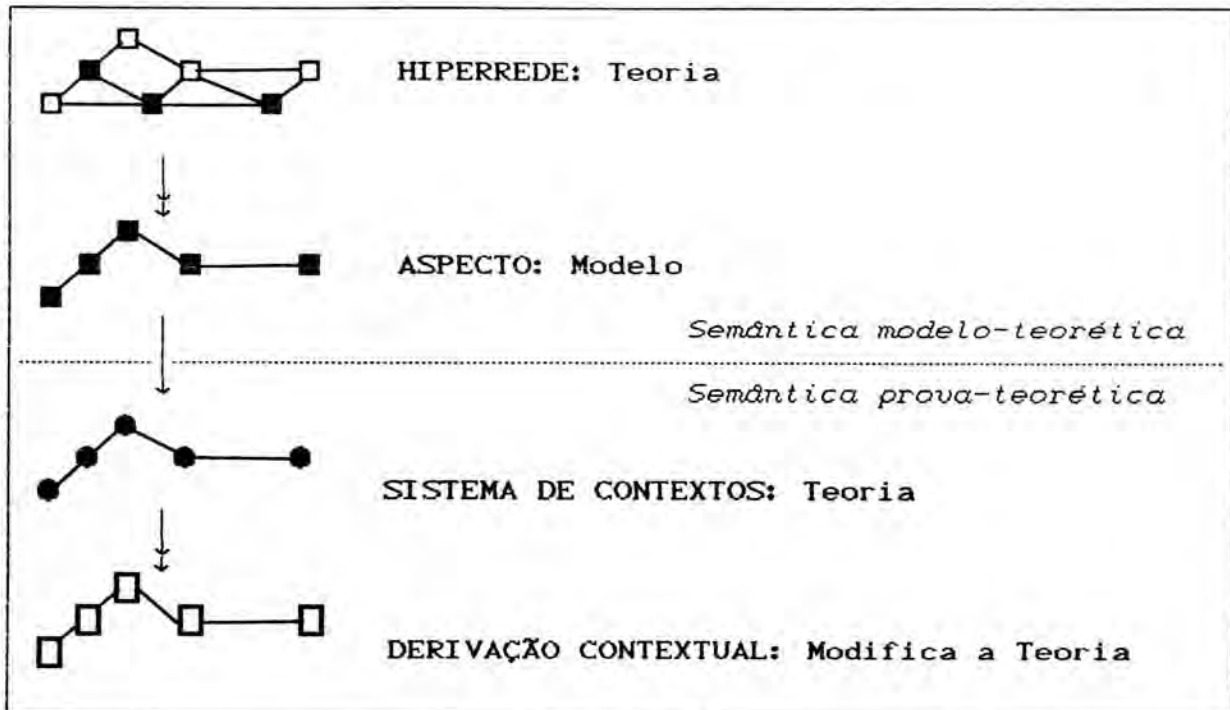 HIPERREDE: Teoria
ASPECTO: Modelo
Semântica modelo-teorética
Semântica prova-teorética
SISTEMA DE CONTEXTOS: Teoria
DERIVAÇÃO CONTEXTUAL: Modifica a Teoria